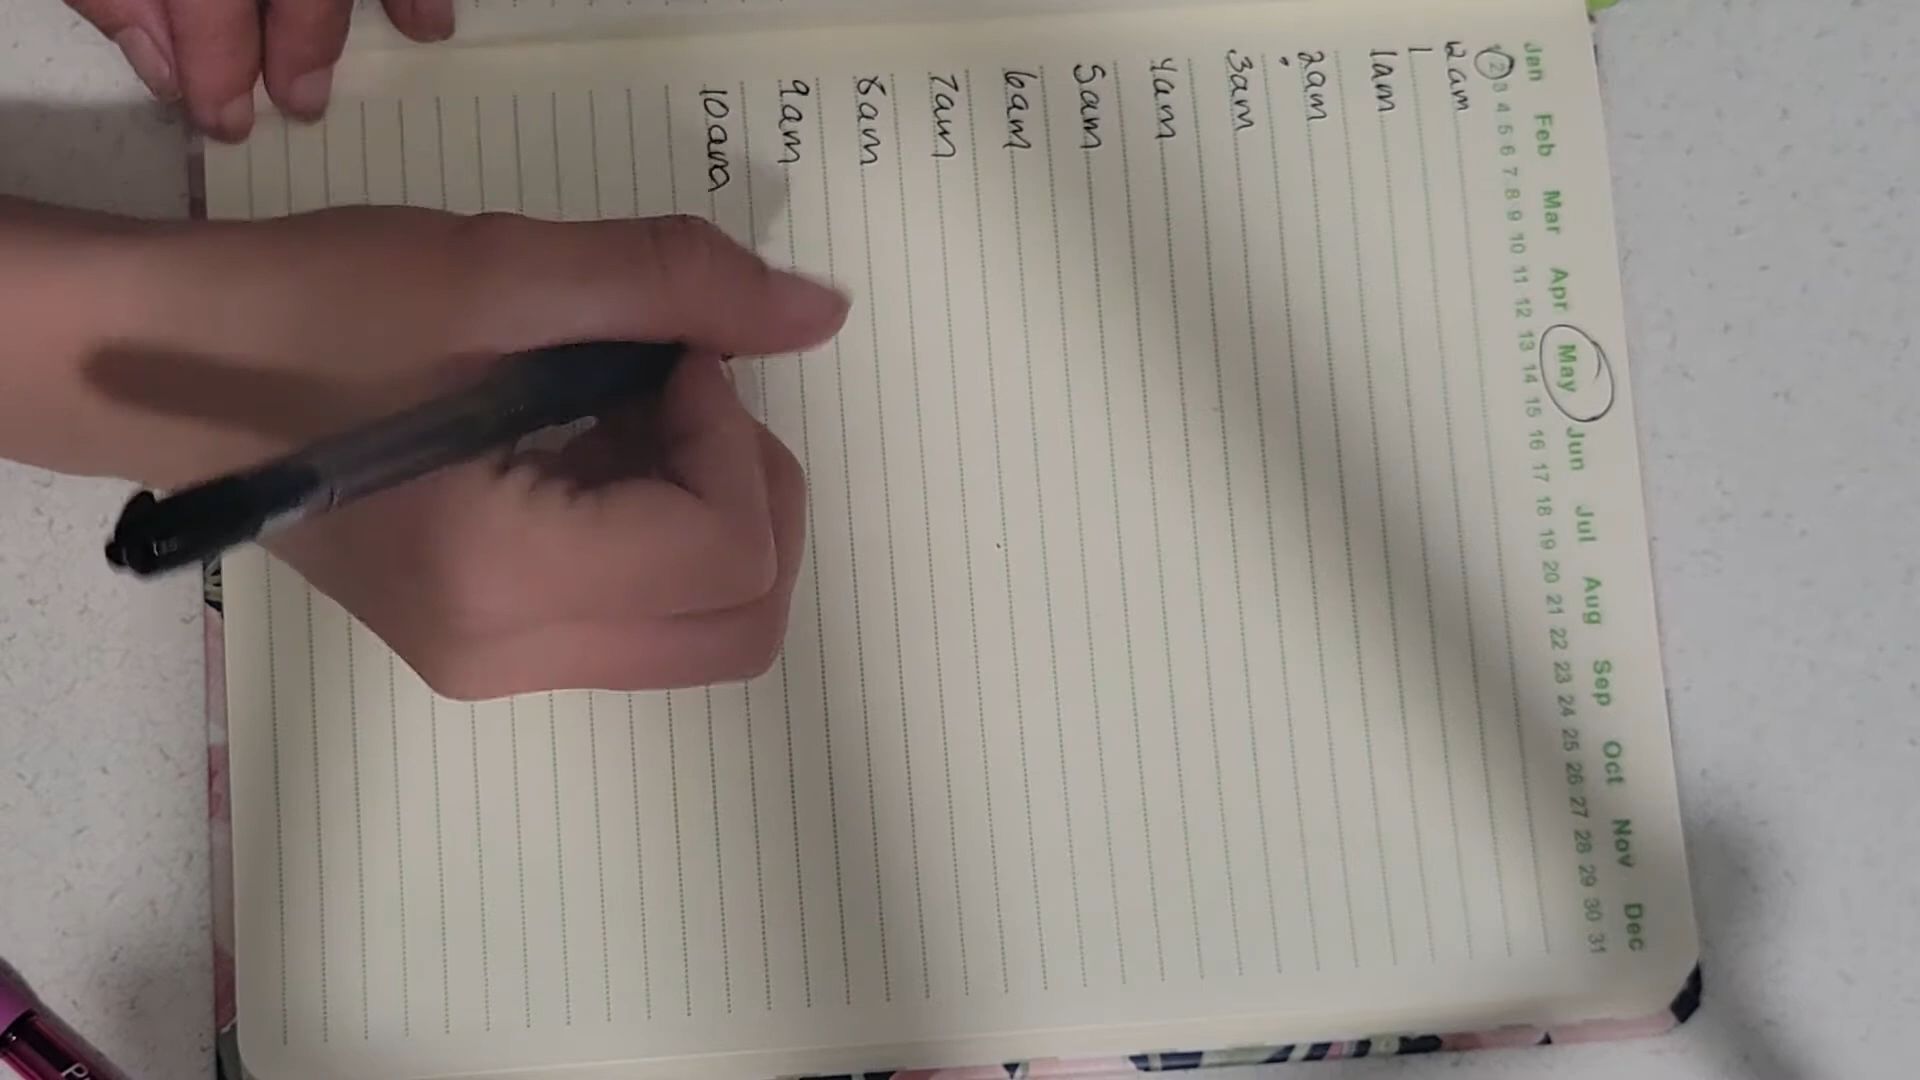 Jan Feb Mar Apr May Jun Jul Aug Sep Oct Nov Dec
1 2 3 4 5 6 7 8 9 10 11 12 13 14 15 16 17 18 19 20 21 22 23 24 25 26 27 28 29 30 31
12am
1
1am
2am
3am
4am
5am
6am
7am
8am
9am
10am